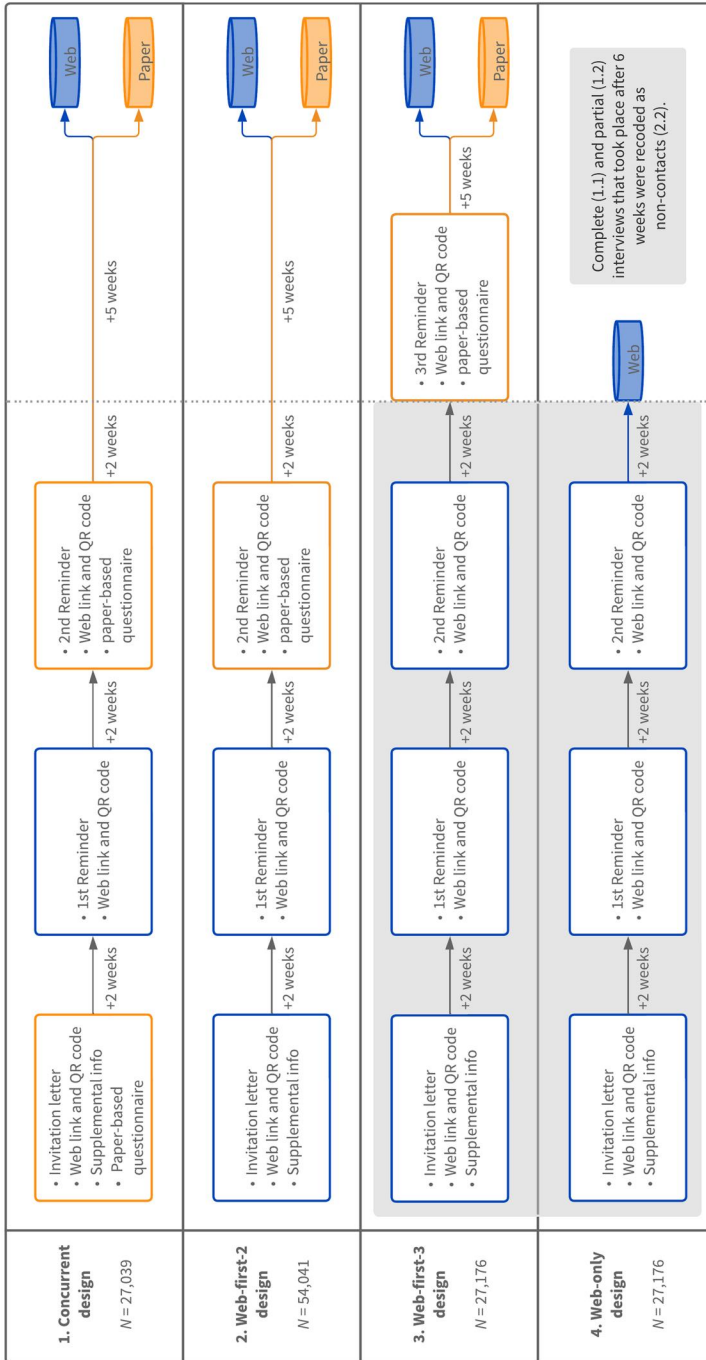 1. Concurrent
design
N = 27,039
• Invitation letter
• Web link and QR code
• Supplemental info
• Paper-based
questionnaire
+2 weeks
• 1st Reminder
• Web link and QR code
+2 weeks
• 2nd Reminder
• Web link and QR code
• paper-based
questionnaire
+2 weeks
+5 weeks
Web
Paper
2. Web-first-2
design
N = 54,041
• Invitation letter
• Web link and QR code
• Supplemental info
+2 weeks
• 1st Reminder
• Web link and QR code
+2 weeks
• 2nd Reminder
• Web link and QR code
• paper-based
questionnaire
+2 weeks
+5 weeks
Web
Paper
3. Web-first-3
design
N = 27,176
• Invitation letter
• Web link and QR code
• Supplemental info
+2 weeks
• 1st Reminder
• Web link and QR code
+2 weeks
• 2nd Reminder
• Web link and QR code
+2 weeks
• 3rd Reminder
• Web link and QR code
• paper-based
questionnaire
+5 weeks
Web
Paper
4. Web-only
design
N = 27,176
• Invitation letter
• Web link and QR code
• Supplemental info
+2 weeks
• 1st Reminder
• Web link and QR code
+2 weeks
• 2nd Reminder
• Web link and QR code
+2 weeks
Web
Complete (1.1) and partial (1.2)
interviews that took place after 6
weeks were recoded as
non-contacts (2.2).